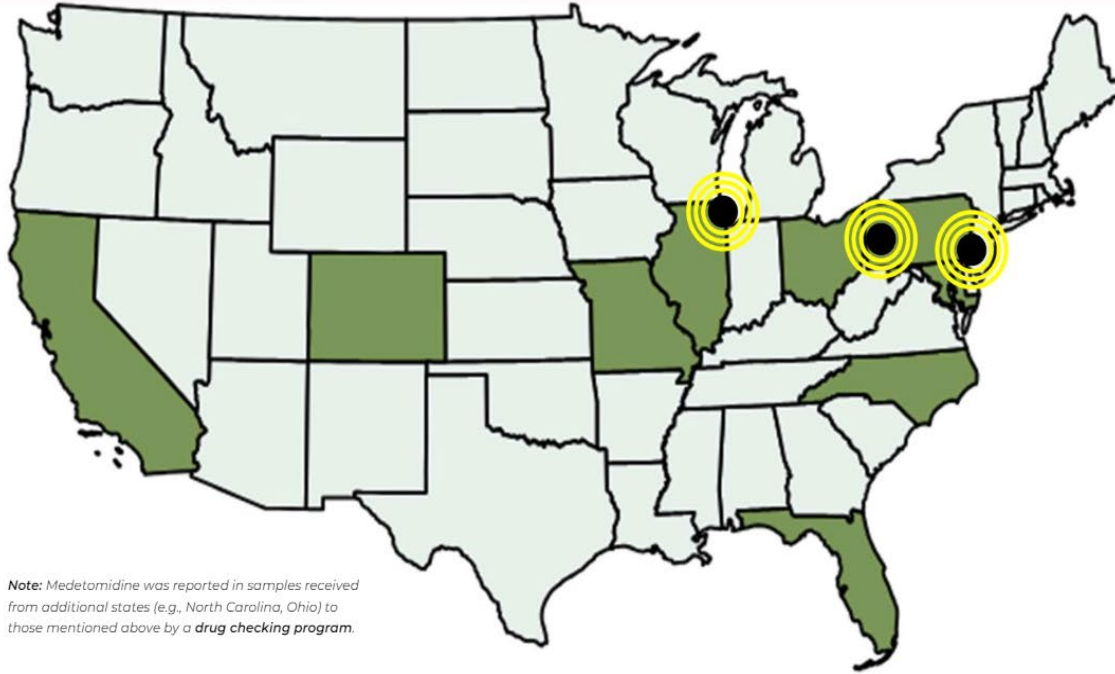 Note: Medetomidine was reported in samples received
from additional states (e.g., North Carolina, Ohio) to
those mentioned above by a drug checking program.